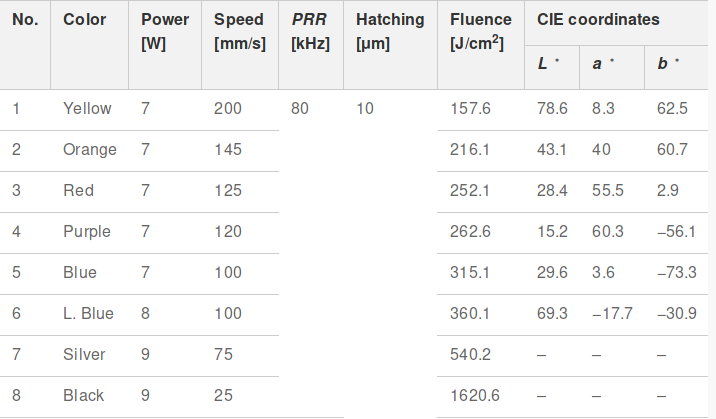 No. Color Power [W] Speed [mm/s] PRR [kHz] Hatching [µm] Fluence [J/cm²] CIE coordinates
L * a * b *
1 Yellow 7 200 80 10 157.6 78.6 8.3 62.5
2 Orange 7 145 216.1 43.1 40 60.7
3 Red 7 125 252.1 28.4 55.5 2.9
4 Purple 7 120 262.6 15.2 60.3 −56.1
5 Blue 7 100 315.1 29.6 3.6 −73.3
6 L. Blue 8 100 360.1 69.3 −17.7 −30.9
7 Silver 9 75 540.2 – – –
8 Black 9 25 1620.6 – – –